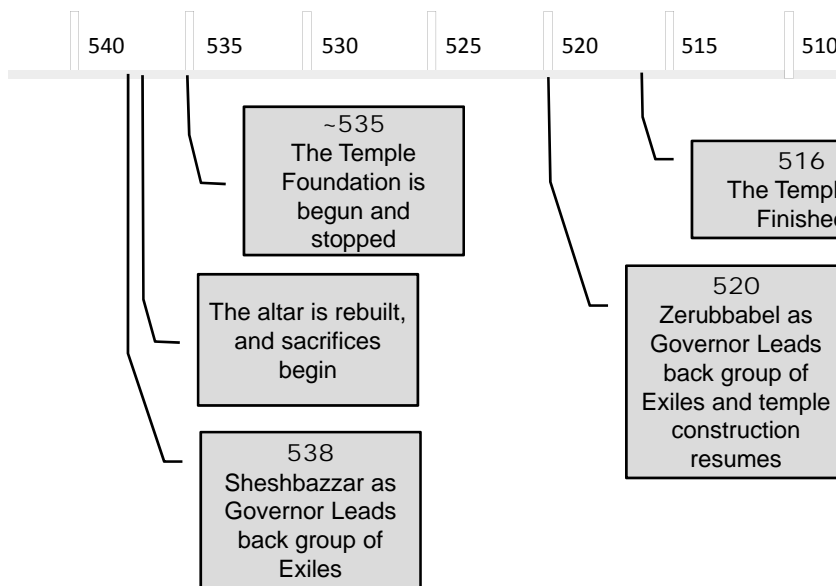 540
535
530
525
520
515
510
~535
The Temple
Foundation is
begun and
stopped
516
The Templ
Finishe
The altar is rebuilt,
and sacrifices
begin
520
Zerubbabel as
Governor Leads
back group of
Exiles and temple
construction
resumes
538
Sheshbazzar as
Governor Leads
back group of
Exiles